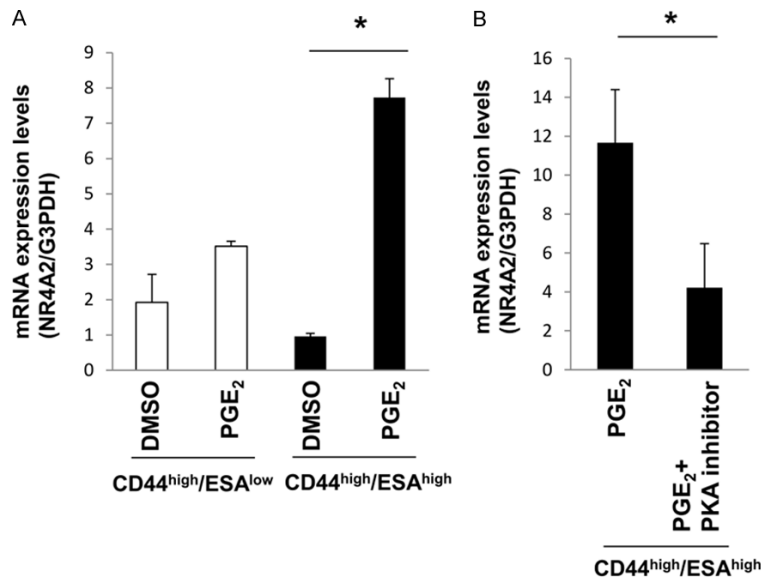 A
*
mRNA expression levels
(NR4A2/G3PDH)
9
8
7
6
5
4
3
2
1
0
DMSO
PGE₂
DMSO
PGE₂
CD44ʰⁱᵍʰ/ESAˡᵒʷ
CD44ʰⁱᵍʰ/ESAʰⁱᵍʰ
B
*
mRNA expression levels
(NR4A2/G3PDH)
16
14
12
10
8
6
4
2
0
PGE₂
PGE₂+
PKA inhibitor
CD44ʰⁱᵍʰ/ESAʰⁱᵍʰ